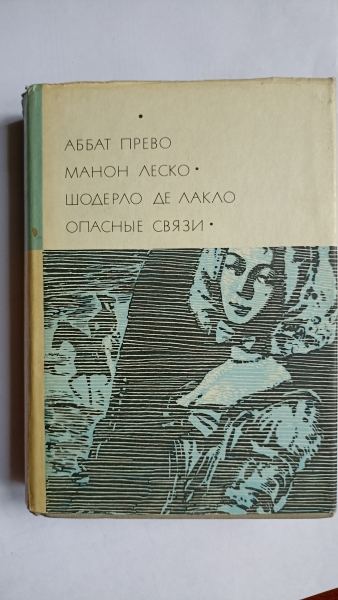 АББАТ ПРЕВО
МАНОН ЛЕСКО •
ШОДЕРЛО ДЕ ЛАКЛО
ОПАСНЫЕ СВЯЗИ •